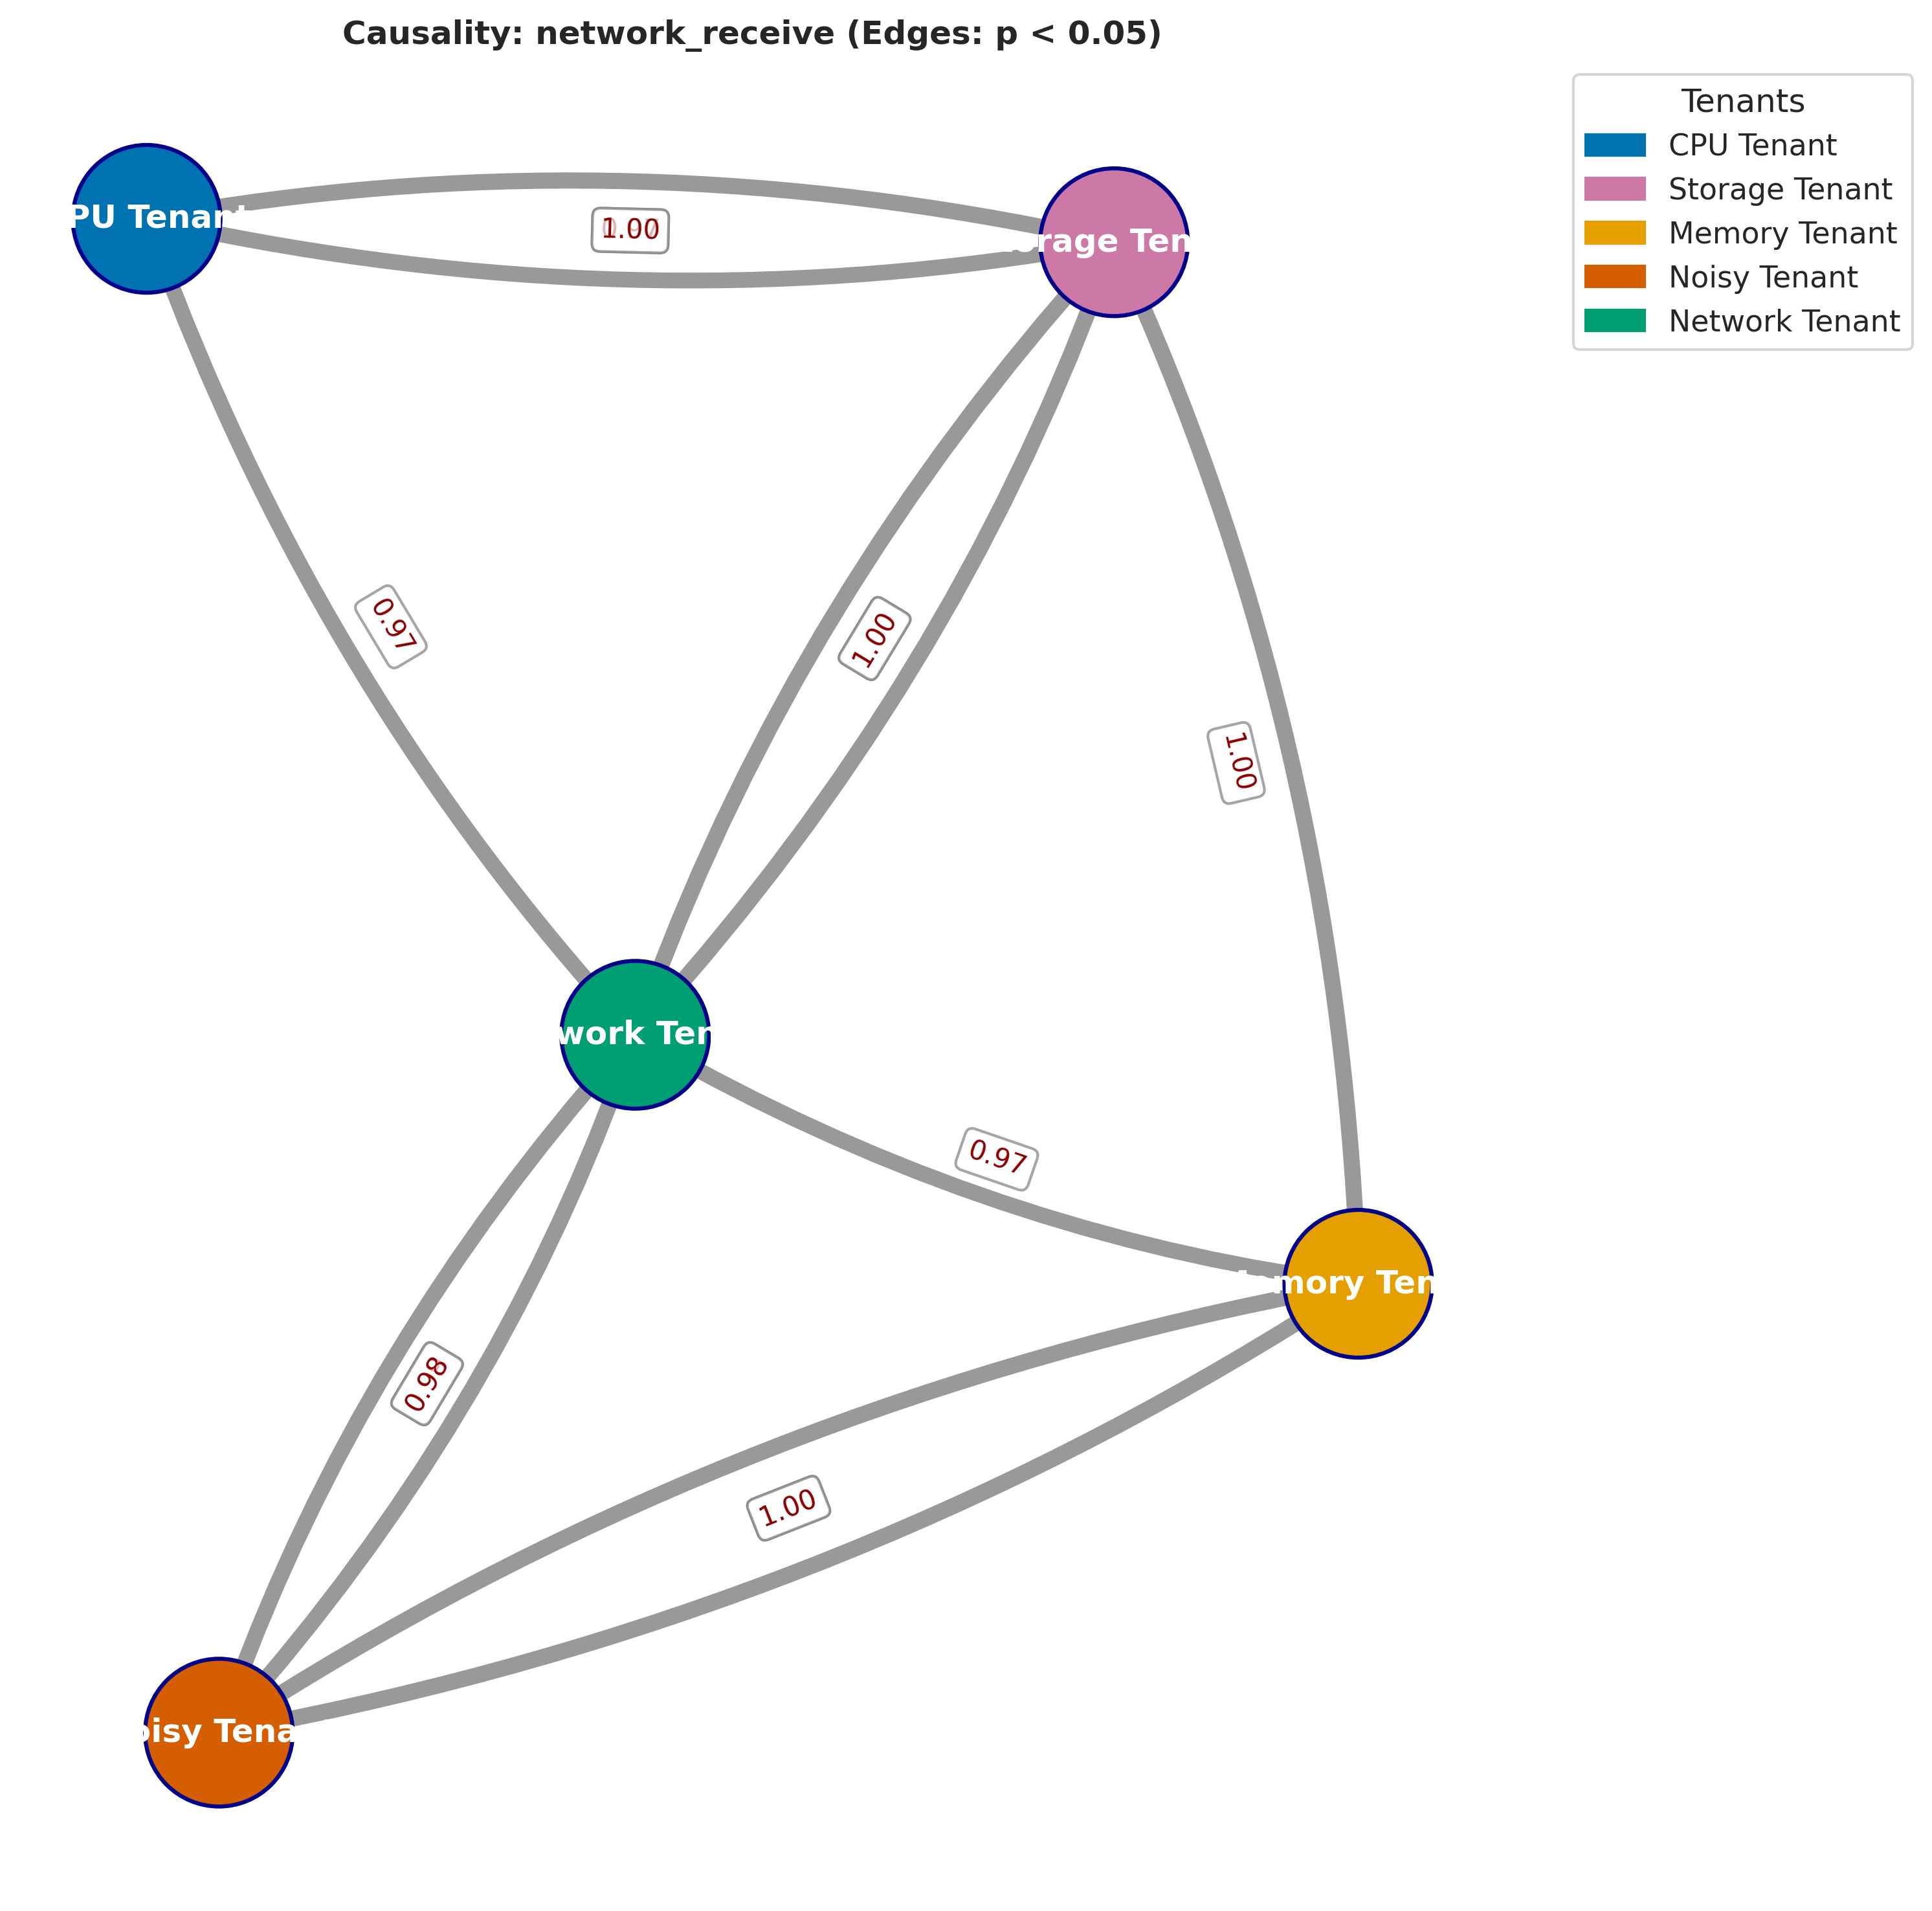 Causality: network_receive (Edges: p < 0.05)
Tenants
CPU Tenant
Storage Tenant
Memory Tenant
Noisy Tenant
Network Tenant
PU Tenant
rage Ten
1.00
0.97
1.00
1.00
work Ten
0.97
mory Ten
0.98
1.00
oisy Tena